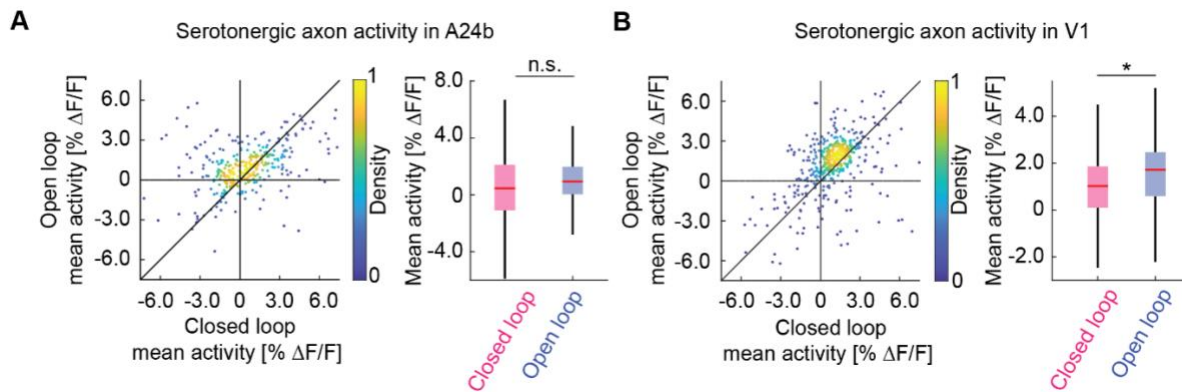 A
Serotonergic axon activity in A24b
Open loop
mean activity [% ΔF/F]
6.0
3.0
0
-3.0
-6.0
-6.0
-3.0
0
3.0
6.0
Closed loop
mean activity [% ΔF/F]
1
Density
0
Mean activity [% ΔF/F]
8.0
4.0
0
-4.0
n.s.
Closed loop
Open loop
B
Serotonergic axon activity in V1
Open loop
mean activity [% ΔF/F]
6.0
3.0
0
-3.0
-6.0
-6.0
-3.0
0
3.0
6.0
Closed loop
mean activity [% ΔF/F]
1
Density
0
Mean activity [% ΔF/F]
4.0
2.0
0
-2.0
*
Closed loop
Open loop